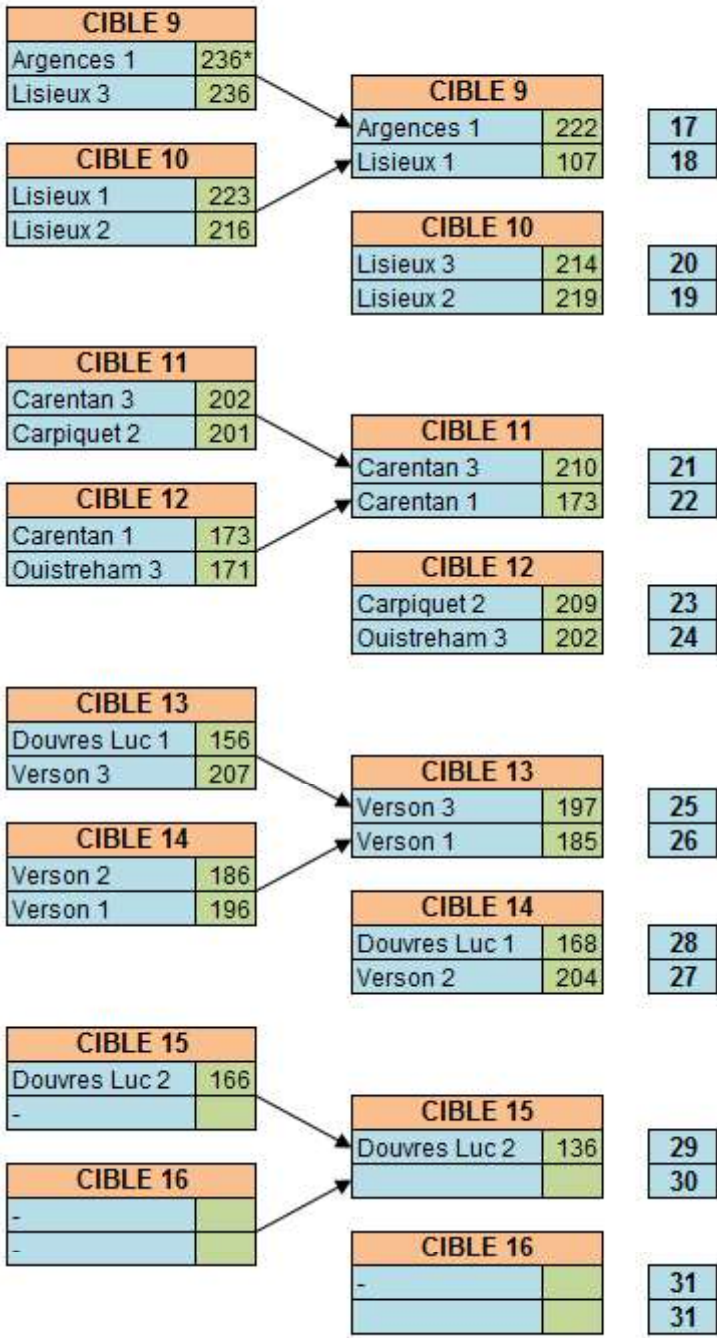 CIBLE 9
Argences 1 236*
Lisieux 3 236
CIBLE 10
Lisieux 1 223
Lisieux 2 216
CIBLE 9
Argences 1 222 17
Lisieux 1 107 18
CIBLE 10
Lisieux 3 214 20
Lisieux 2 219 19
CIBLE 11
Carentan 3 202
Carpiquet 2 201
CIBLE 12
Carentan 1 173
Ouistreham 3 171
CIBLE 11
Carentan 3 210 21
Carentan 1 173 22
CIBLE 12
Carpiquet 2 209 23
Ouistreham 3 202 24
CIBLE 13
Douvres Luc 1 156
Verson 3 207
CIBLE 14
Verson 2 186
Verson 1 196
CIBLE 13
Verson 3 197 25
Verson 1 185 26
CIBLE 14
Douvres Luc 1 168 28
Verson 2 204 27
CIBLE 15
Douvres Luc 2 166
-
CIBLE 16
-
-
CIBLE 15
Douvres Luc 2 136 29
30
CIBLE 16
- 31
31